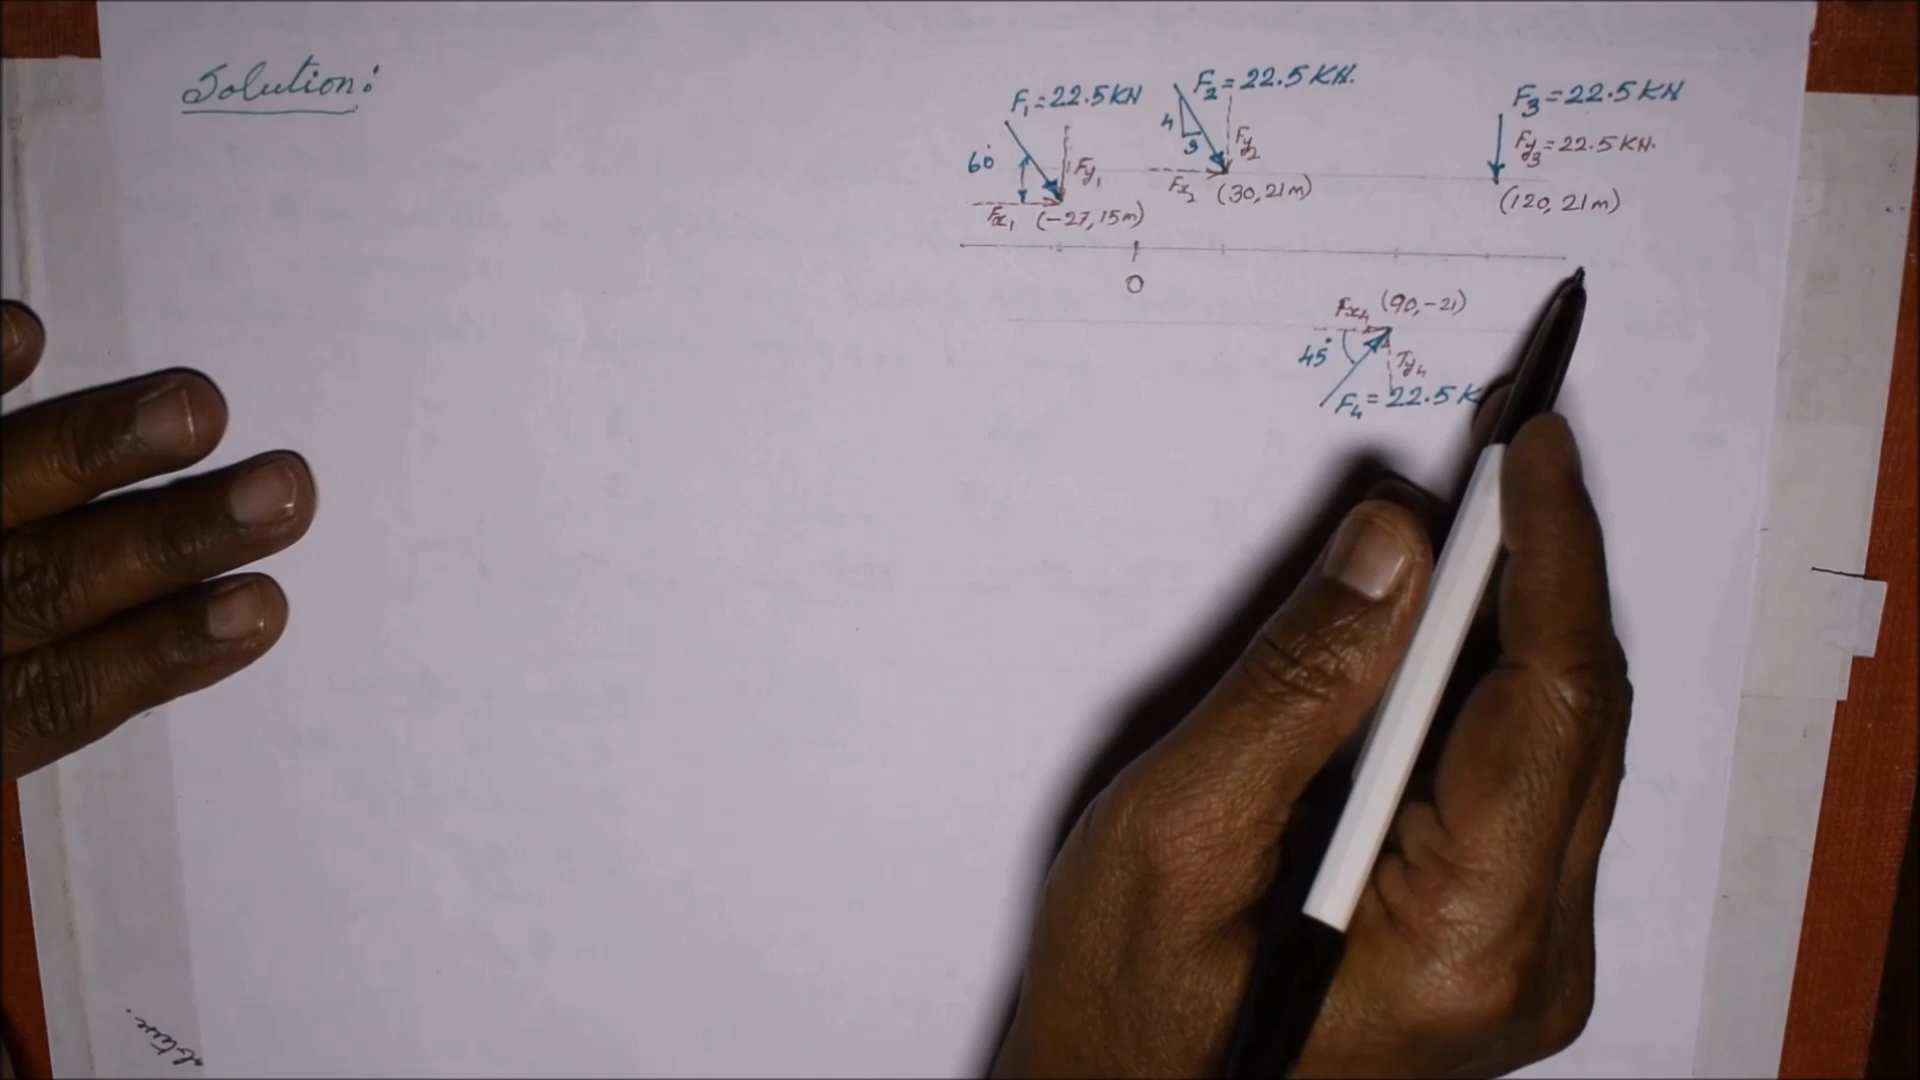 Solution:
F1 = 22.5 KN
60°
Fy1
Fx1 (-27, 15m)
F2 = 22.5 KN.
4
3
Fy2
Fx2 (30, 21m)
F3 = 22.5 KN
Fy3 = 22.5 KN.
(120, 21m)
0
Fx4 (90, -21)
45°
Ty4
F4 = 22.5 K